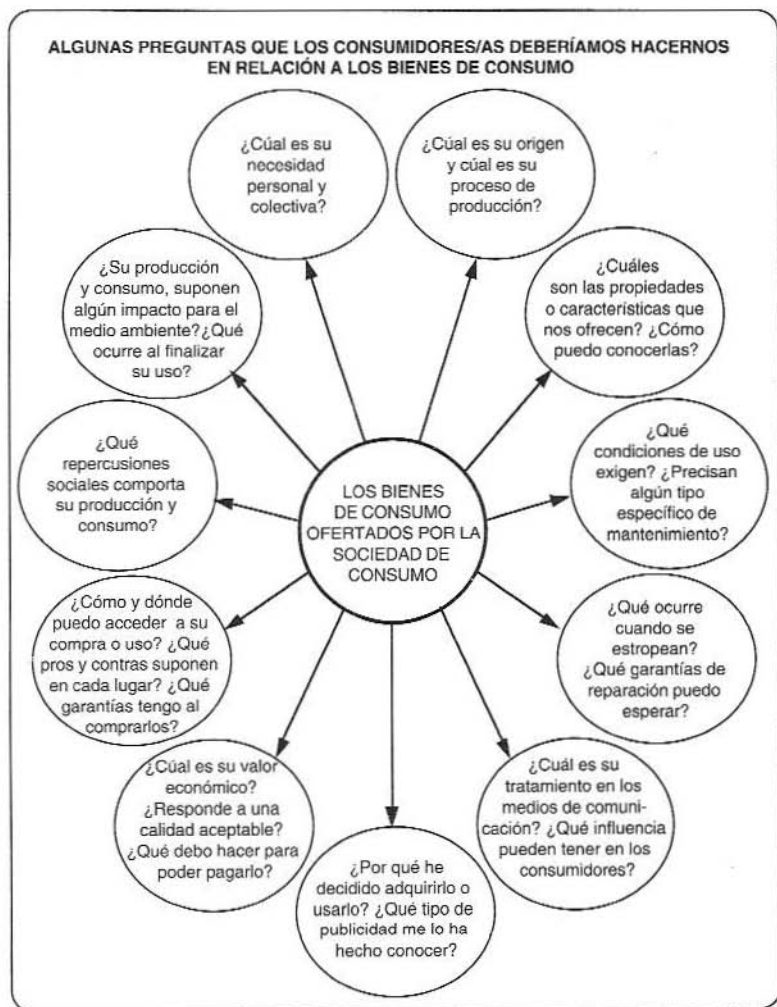 ALGUNAS PREGUNTAS QUE LOS CONSUMIDORES/AS DEBERÍAMOS HACERNOS
EN RELACIÓN A LOS BIENES DE CONSUMO
¿Cúal es su
necesidad
personal y
colectiva?
¿Cúal es su origen
y cúal es su
proceso de
producción?
¿Cuáles
son las propiedades
o características que
nos ofrecen? ¿Cómo
puedo conocerlas?
¿Qué
condiciones de uso
exigen? ¿Precisan
algún tipo
específico de
mantenimiento?
¿Qué ocurre
cuando se
estropean?
¿Qué garantías de
reparación puedo
esperar?
¿Cuál es su
tratamiento en los
medios de comuni-
cación? ¿Qué influencia
pueden tener en los
consumidores?
¿Por qué he
decidido adquirirlo o
usarlo? ¿Qué tipo de
publicidad me lo ha
hecho conocer?
¿Cúal es su valor
económico?
¿Responde a una
calidad aceptable?
¿Qué debo hacer para
poder pagarlo?
¿Cómo y dónde
puedo acceder a su
compra o uso? ¿Qué
pros y contras suponen
en cada lugar? ¿Qué
garantías tengo al
comprarlos?
¿Qué
repercusiones
sociales comporta
su producción y
consumo?
¿Su producción
y consumo, suponen
algún impacto para el
medio ambiente?¿Qué
ocurre al finalizar
su uso?
LOS BIENES
DE CONSUMO
OFERTADOS POR LA
SOCIEDAD DE
CONSUMO